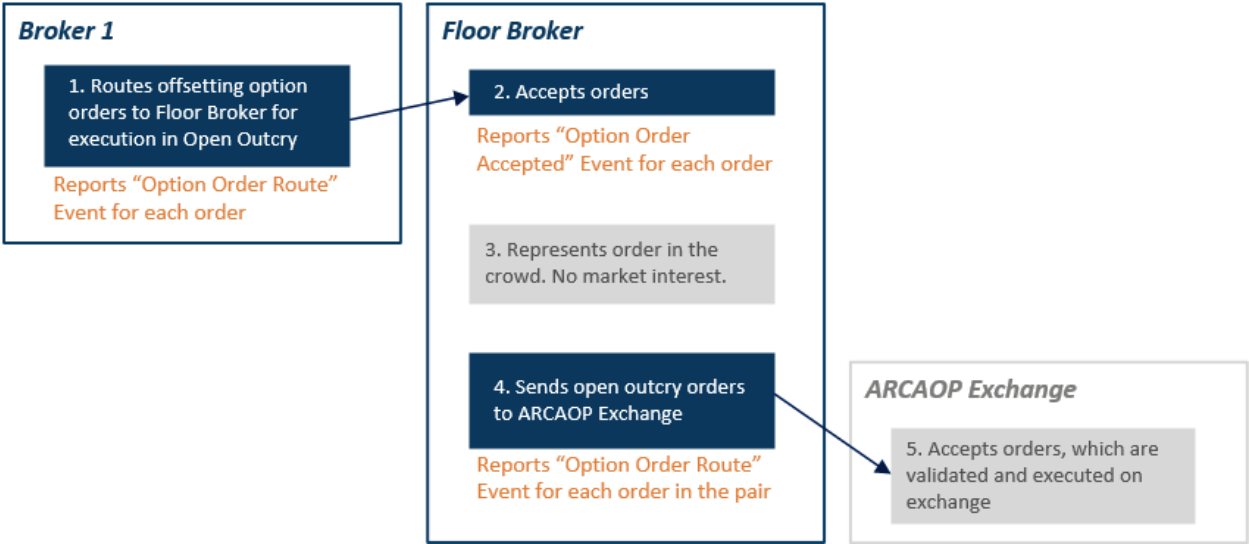 Broker 1
1. Routes offsetting option
orders to Floor Broker for
execution in Open Outcry
Reports “Option Order Route”
Event for each order
Floor Broker
2. Accepts orders
Reports “Option Order
Accepted” Event for each order
3. Represents order in the
crowd. No market interest.
4. Sends open outcry orders
to ARCAOP Exchange
Reports “Option Order Route”
Event for each order in the pair
ARCAOP Exchange
5. Accepts orders, which are
validated and executed on
exchange